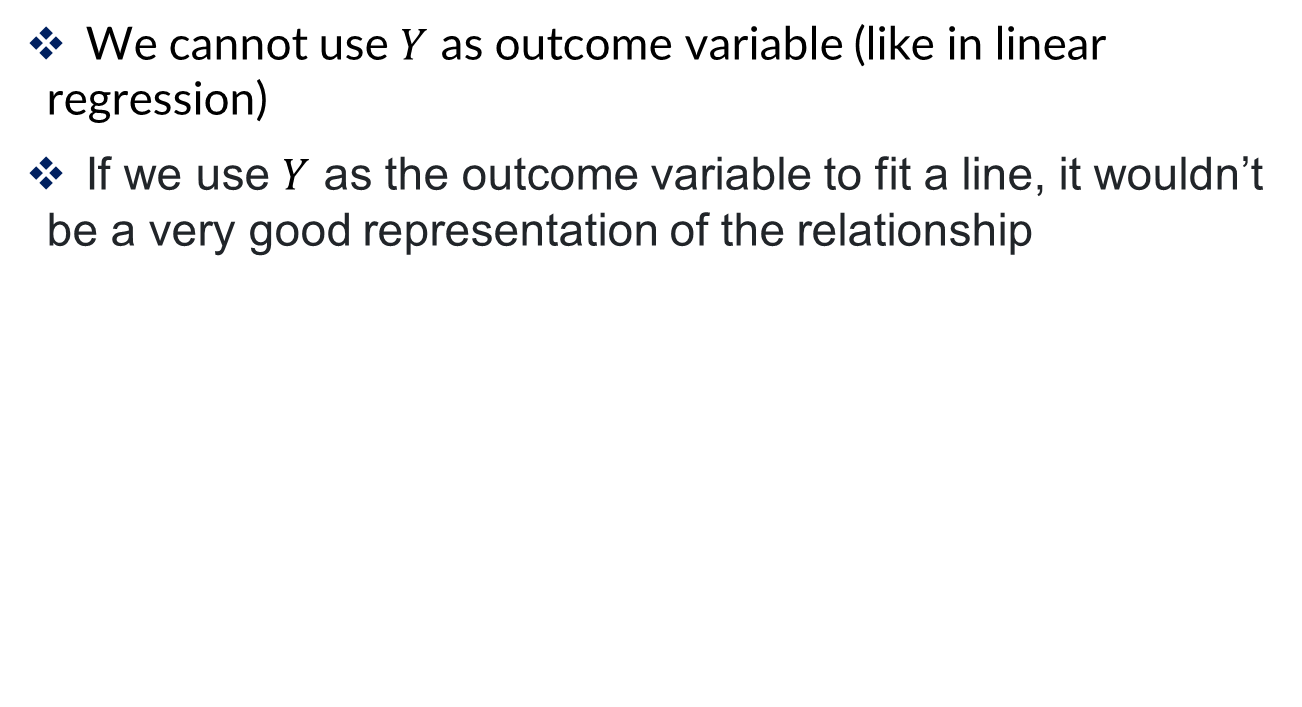 ❖ We cannot use Y as outcome variable (like in linear
regression)
❖ If we use Y as the outcome variable to fit a line, it wouldn’t
be a very good representation of the relationship